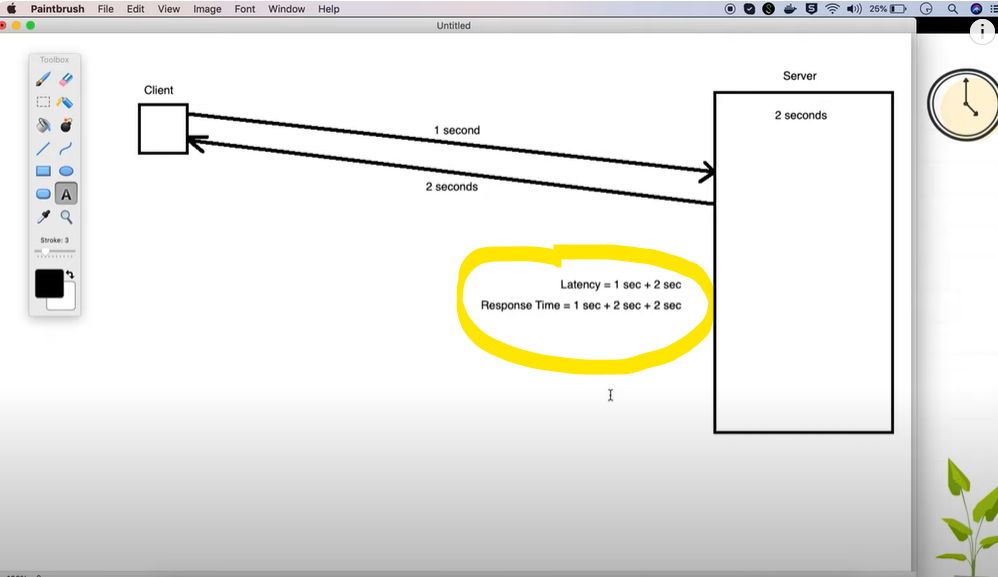 Paintbrush File Edit View Image Font Window Help
25%
Untitled
Toolbox
Client
Server
2 seconds
1 second
2 seconds
A
Stroke: 3
Latency = 1 sec + 2 sec
Response Time = 1 sec + 2 sec + 2 sec